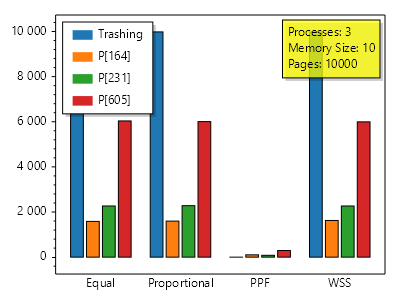 10 000
8 000
6 000
4 000
2 000
0
Trashing
P[164]
P[231]
P[605]
Processes: 3
Memory Size: 10
Pages: 10000
Equal
Proportional
PPF
WSS